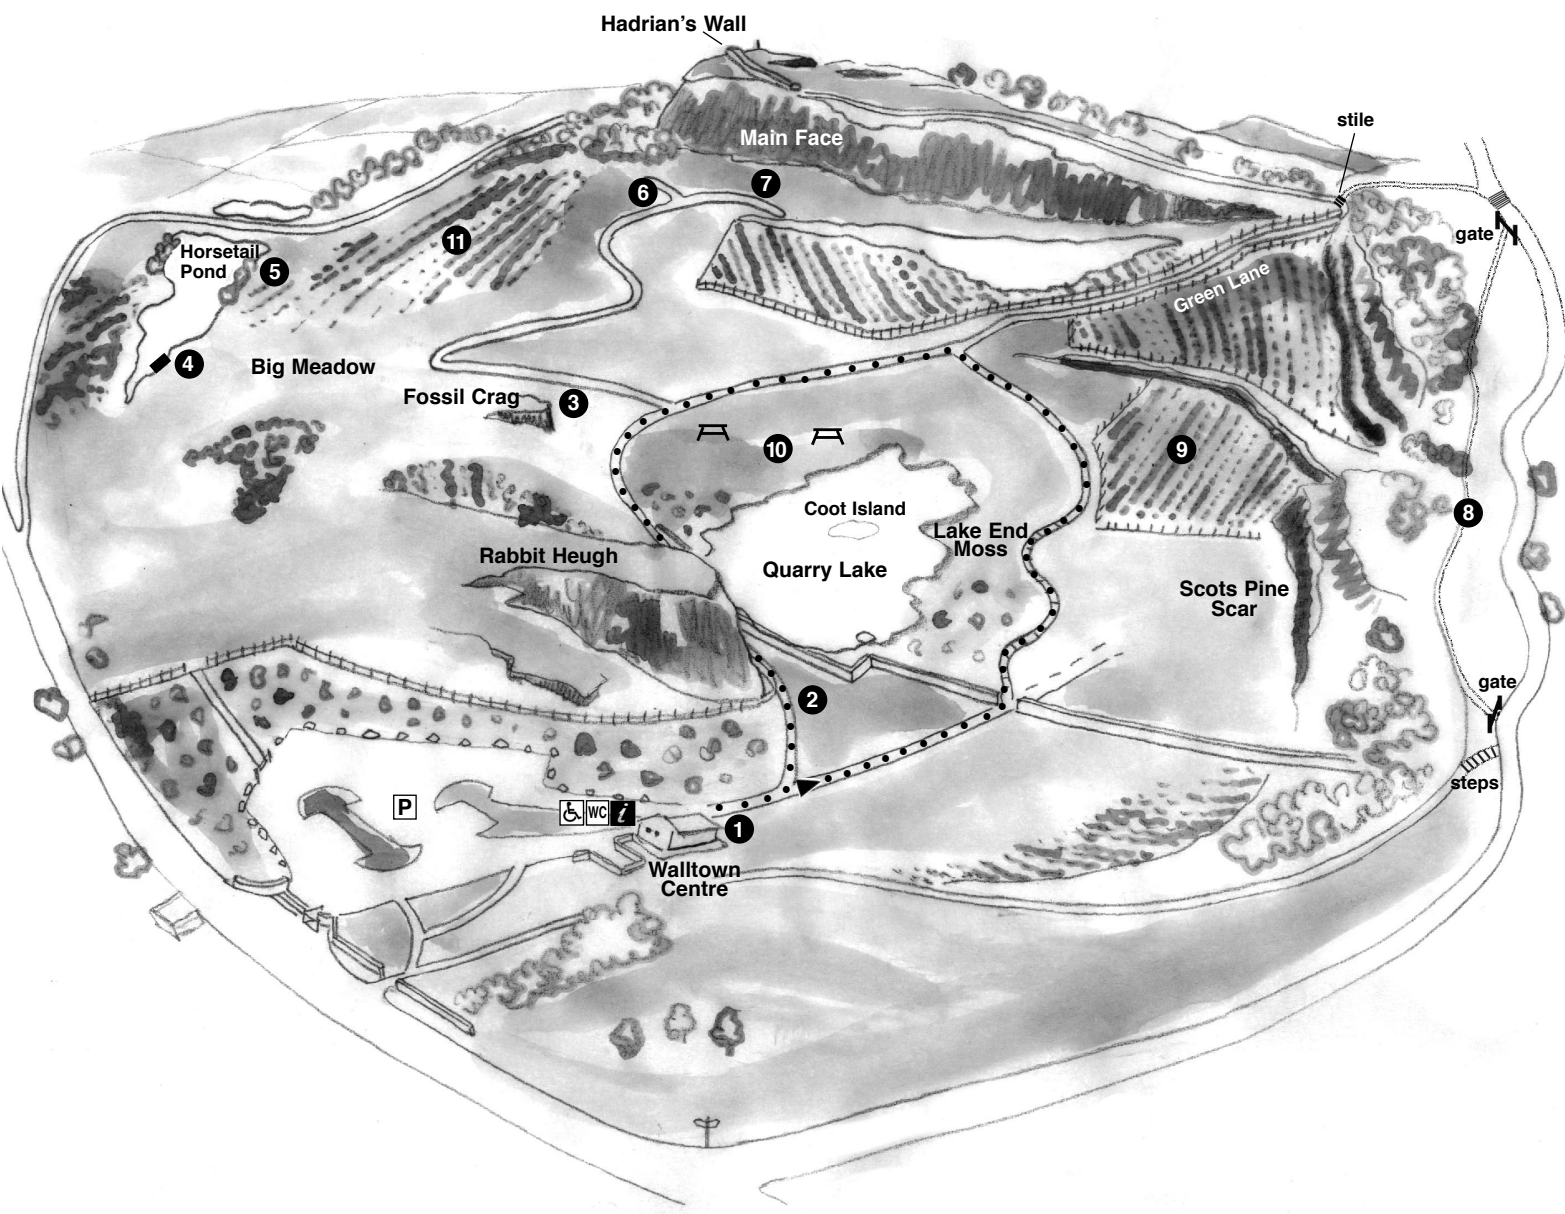 Hadrian's Wall
stile
Main Face
7
6
11
gate
Horsetail
Pond
5
Green Lane
4
Big Meadow
Fossil Crag
3
10
9
Coot Island
8
Lake End
Moss
Rabbit Heugh
Quarry Lake
Scots Pine
Scar
2
gate
steps
P
WC
i
1
Walltown
Centre